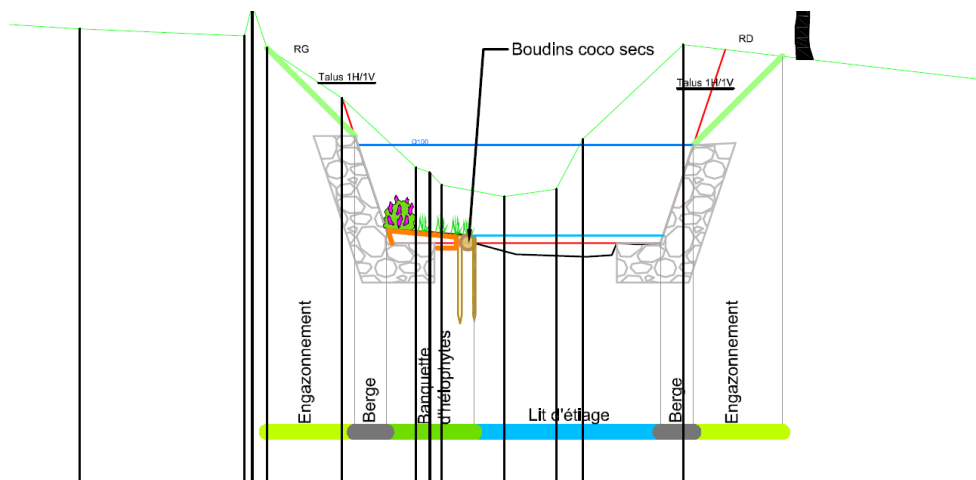 RG
Boudins coco secs
RD
Talus 1H/1V
Talus 1H/1V
Q100
Engazonnement
Berge
Banquette
d'hélophytes
Lit d'étiage
Berge
Engazonnement